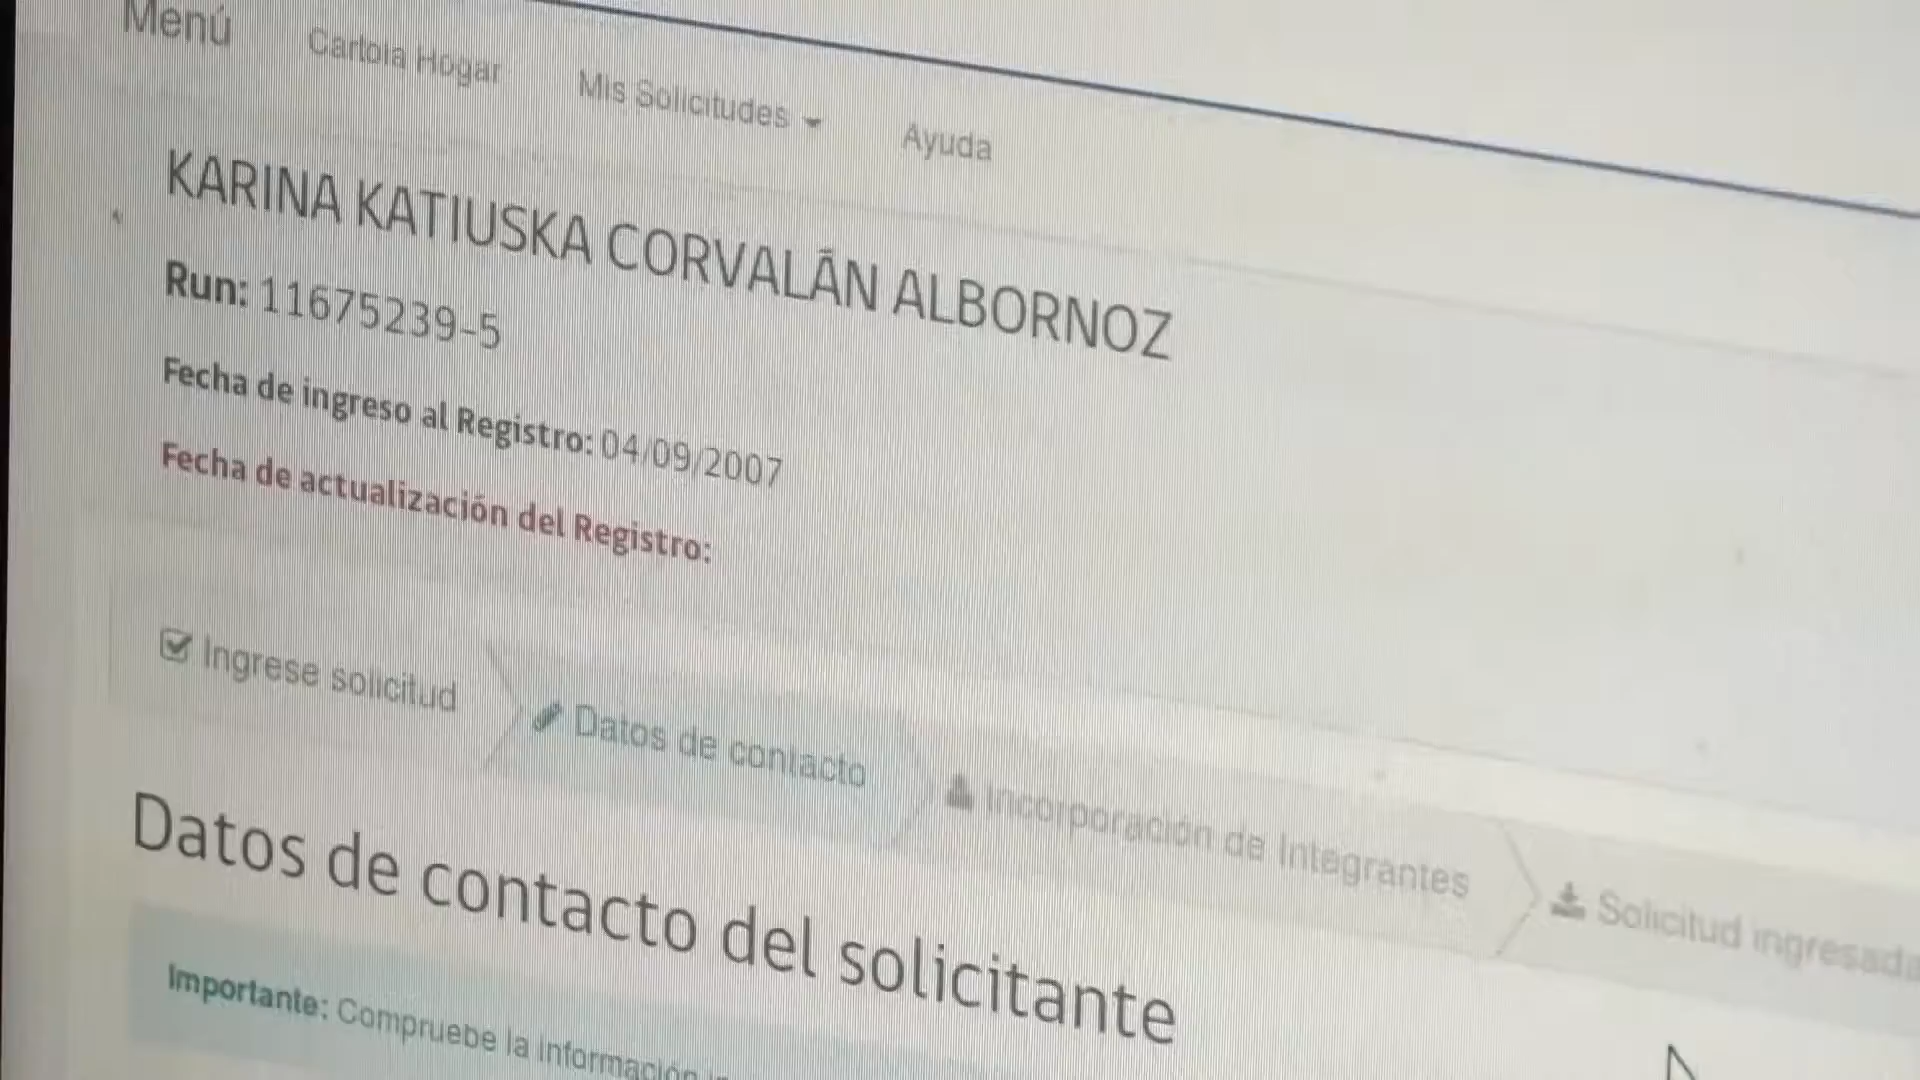 Menú Cartola Hogar Mis Solicitudes Ayuda
KARINA KATIUSKA CORVALÁN ALBORNOZ
Run: 11675239-5
Fecha de ingreso al Registro: 04/09/2007
Fecha de actualización del Registro:
Ingrese solicitud Datos de contacto Incorporación de Integrantes Solicitud ingresada
Datos de contacto del solicitante
Importante: Compruebe la información